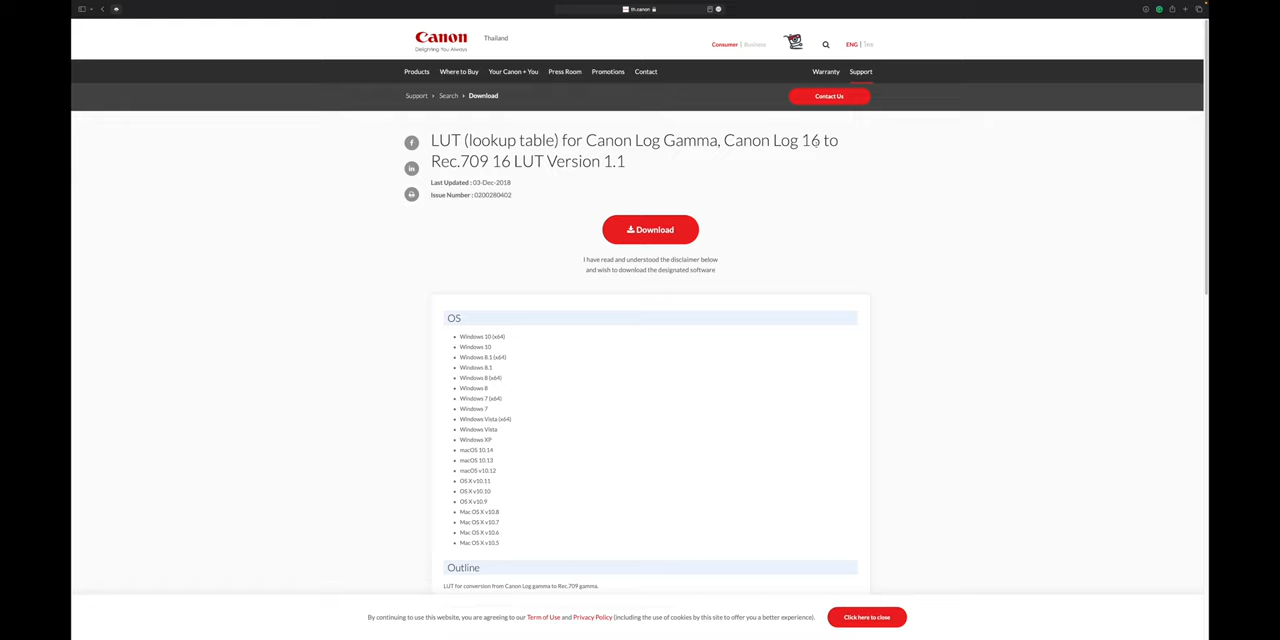 th.canon
Canon
Delighting You Always
Thailand
Consumer | Business
ENG | ไทย
Products
Where to Buy
Your Canon + You
Press Room
Promotions
Contact
Warranty
Support
Support
Search
Download
Contact Us
LUT (lookup table) for Canon Log Gamma, Canon Log 16 to
Rec.709 16 LUT Version 1.1
Last Updated : 03-Dec-2018
Issue Number : 0200280402
Download
I have read and understood the disclaimer below
and wish to download the designated software
OS
Windows 10 (x64)
Windows 10
Windows 8.1 (x64)
Windows 8.1
Windows 8 (x64)
Windows 8
Windows 7 (x64)
Windows 7
Windows Vista (x64)
Windows Vista
Windows XP
macOS 10.14
macOS 10.13
macOS v10.12
OS X v10.11
OS X v10.10
OS X v10.9
Mac OS X v10.8
Mac OS X v10.7
Mac OS X v10.6
Mac OS X v10.5
Outline
LUT for conversion from Canon Log gamma to Rec.709 gamma.
By continuing to use this website, you are agreeing to our Term of Use and Privacy Policy (including the use of cookies by this site to offer you a better experience).
Click here to close